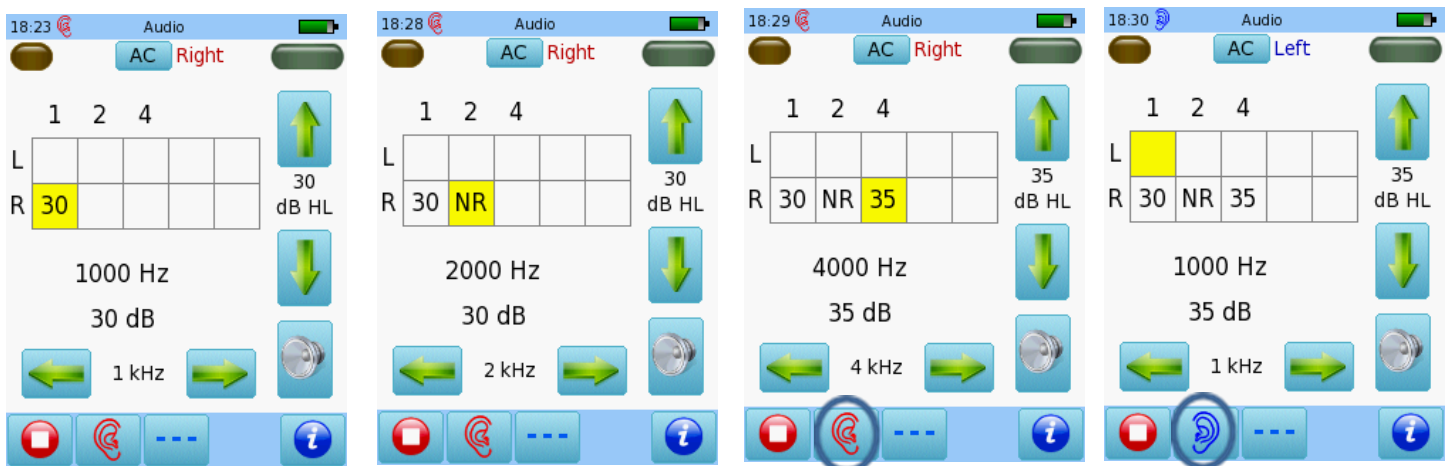 18:23 Audio
AC Right
1 2 4
L
30
dB HL
R 30
1000 Hz
30 dB
1 kHz
i
18:28 Audio
AC Right
1 2 4
L
30
dB HL
R 30 NR
2000 Hz
30 dB
2 kHz
i
18:29 Audio
AC Right
1 2 4
L
35
dB HL
R 30 NR 35
4000 Hz
35 dB
4 kHz
i
18:30 Audio
AC Left
1 2 4
L
35
dB HL
R 30 NR 35
1000 Hz
35 dB
1 kHz
i